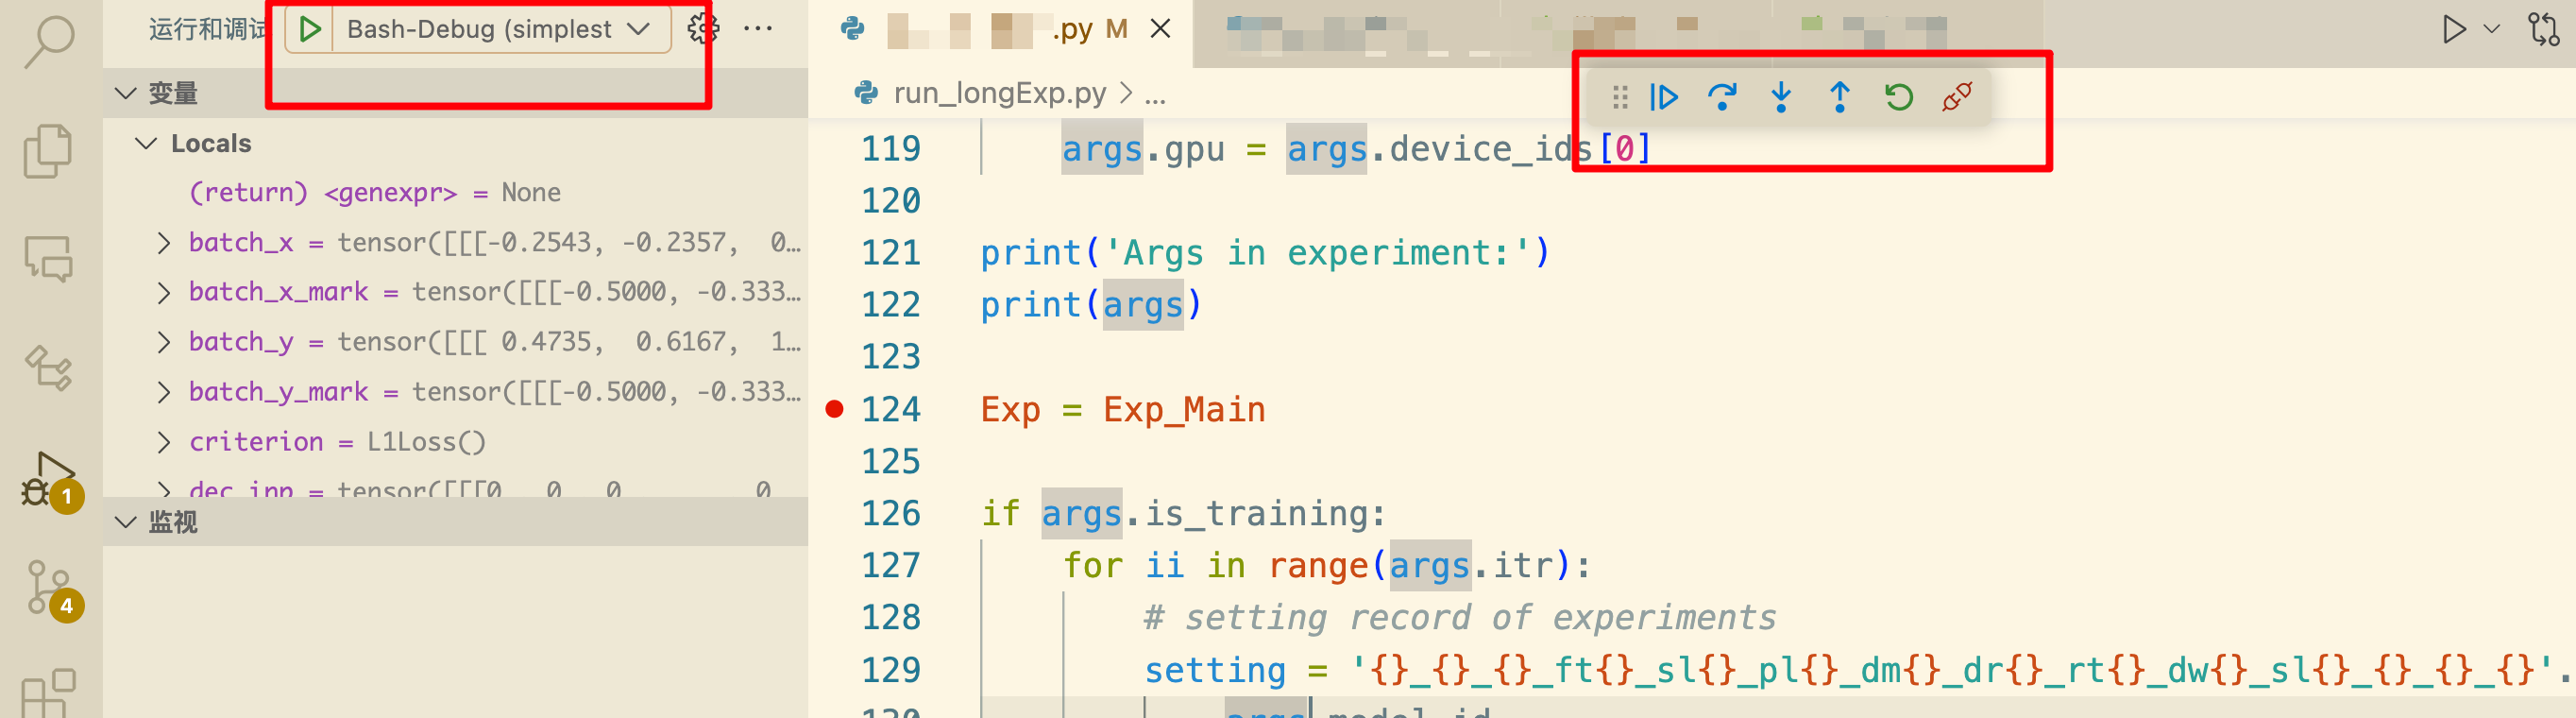 运行和调试
Bash-Debug (simplest
变量
Locals
(return) <genexpr> = None
batch_x = tensor([[[-0.2543, -0.2357,  0…
batch_x_mark = tensor([[[-0.5000, -0.333…
batch_y = tensor([[[ 0.4735,  0.6167,  1…
batch_y_mark = tensor([[[-0.5000, -0.333…
criterion = L1Loss()
dec_inp = tensor([[[0   0   0       0
监视
1
4
.py M
run_longExp.py > ...
119     args.gpu = args.device_ids[0]
120
121 print('Args in experiment:')
122 print(args)
123
124 Exp = Exp_Main
125
126 if args.is_training:
127     for ii in range(args.itr):
128         # setting record of experiments
129         setting = '{}_{}_{}_ft{}_sl{}_pl{}_dm{}_dr{}_rt{}_dw{}_sl{}_{}_{}_{}'.
130             args.model_id